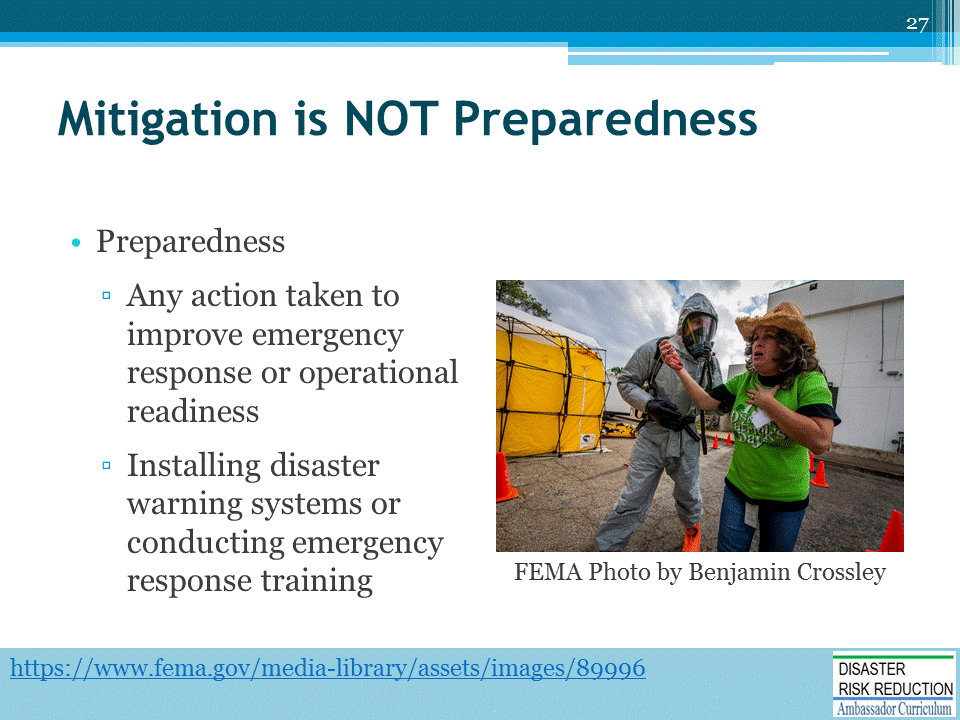 27
Mitigation is NOT Preparedness
• Preparedness
▫ Any action taken to
improve emergency
response or operational
readiness
▫ Installing disaster
warning systems or
conducting emergency
response training
FEMA Photo by Benjamin Crossley
https://www.fema.gov/media-library/assets/images/89996
DISASTER
RISK REDUCTION
Ambassador Curriculum